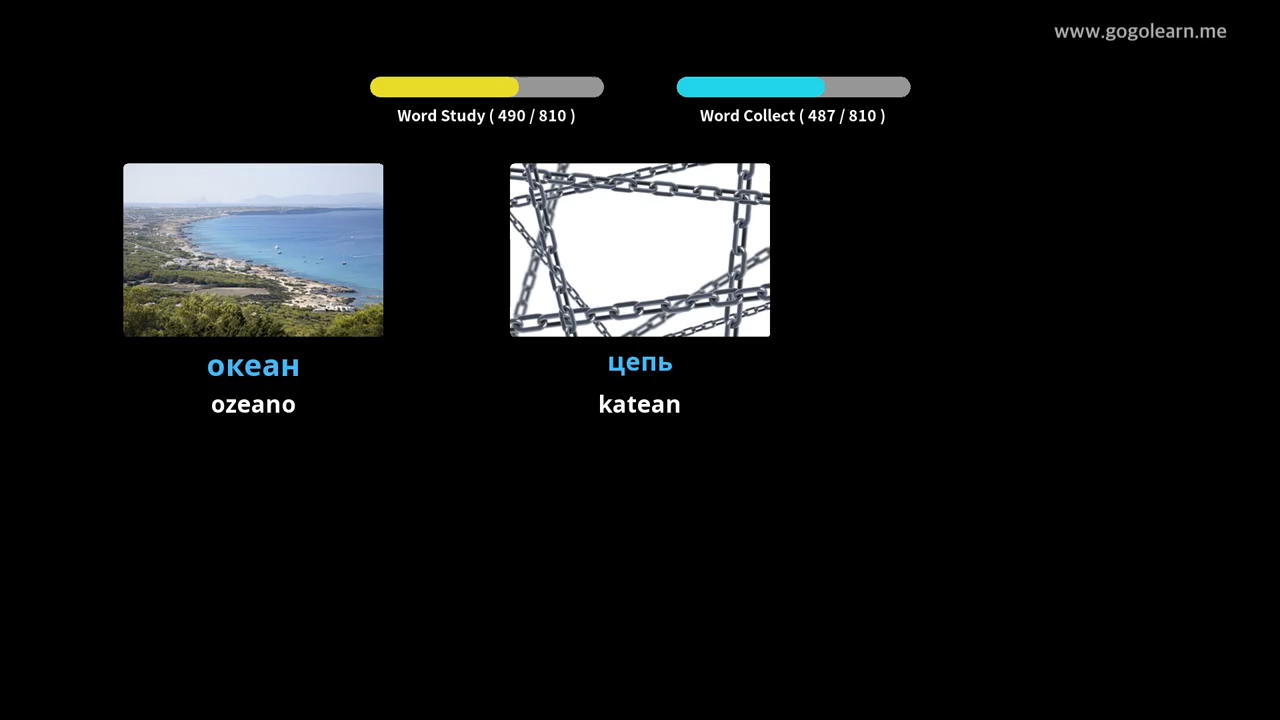 www.gogolearn.me
Word Study ( 490 / 810 )
Word Collect ( 487 / 810 )
океан
цепь
ozeano
katean